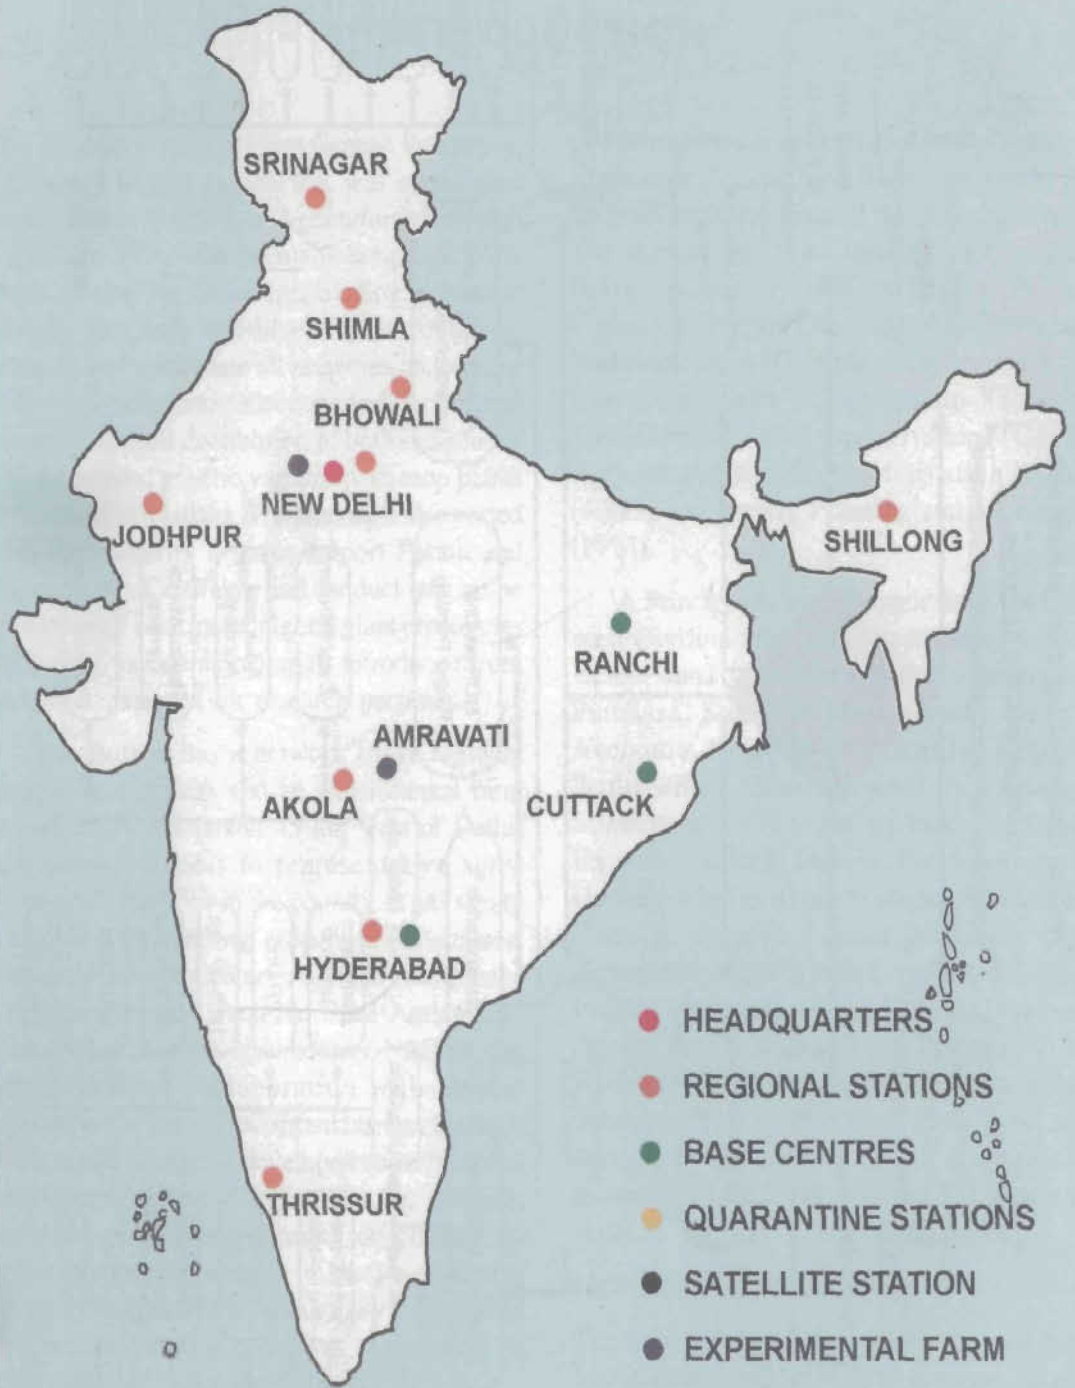 SRINAGAR
SHIMLA
BHOWALI
NEW DELHI
JODHPUR
SHILLONG
RANCHI
AMRAVATI
AKOLA
CUTTACK
HYDERABAD
THRISSUR
HEADQUARTERS
REGIONAL STATIONS
BASE CENTRES
QUARANTINE STATIONS
SATELLITE STATION
EXPERIMENTAL FARM